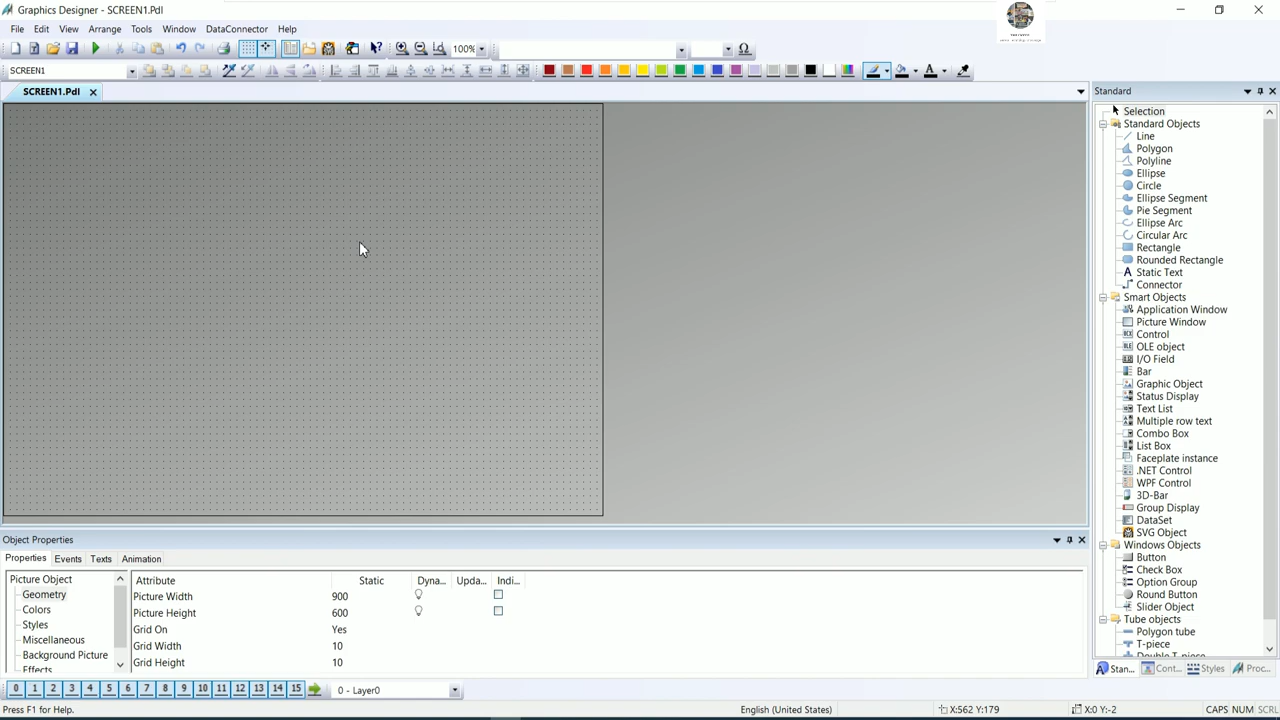 Graphics Designer - SCREEN1.Pdl
File Edit View Arrange Tools Window DataConnector Help
100%
SCREEN1
SCREEN1.Pdl
Standard
Selection
Standard Objects
Line
Polygon
Polyline
Ellipse
Circle
Ellipse Segment
Pie Segment
Ellipse Arc
Circular Arc
Rectangle
Rounded Rectangle
Static Text
Connector
Smart Objects
Application Window
Picture Window
Control
OLE object
I/O Field
Bar
Graphic Object
Status Display
Text List
Multiple row text
Combo Box
List Box
Faceplate instance
.NET Control
WPF Control
3D-Bar
Group Display
DataSet
SVG Object
Windows Objects
Button
Check Box
Option Group
Round Button
Slider Object
Tube objects
Polygon tube
T-piece
Double T-piece
Stan... Cont... Styles Proc...
Object Properties
Properties Events Texts Animation
Picture Object
Geometry
Colors
Styles
Miscellaneous
Background Picture
Effects
Attribute Static Dyna... Upda... Indi...
Picture Width 900
Picture Height 600
Grid On Yes
Grid Width 10
Grid Height 10
0 1 2 3 4 5 6 7 8 9 10 11 12 13 14 15 0 - Layer0
Press F1 for Help. English (United States) X:562 Y:179 X:0 Y:-2 CAPS NUM SCRL